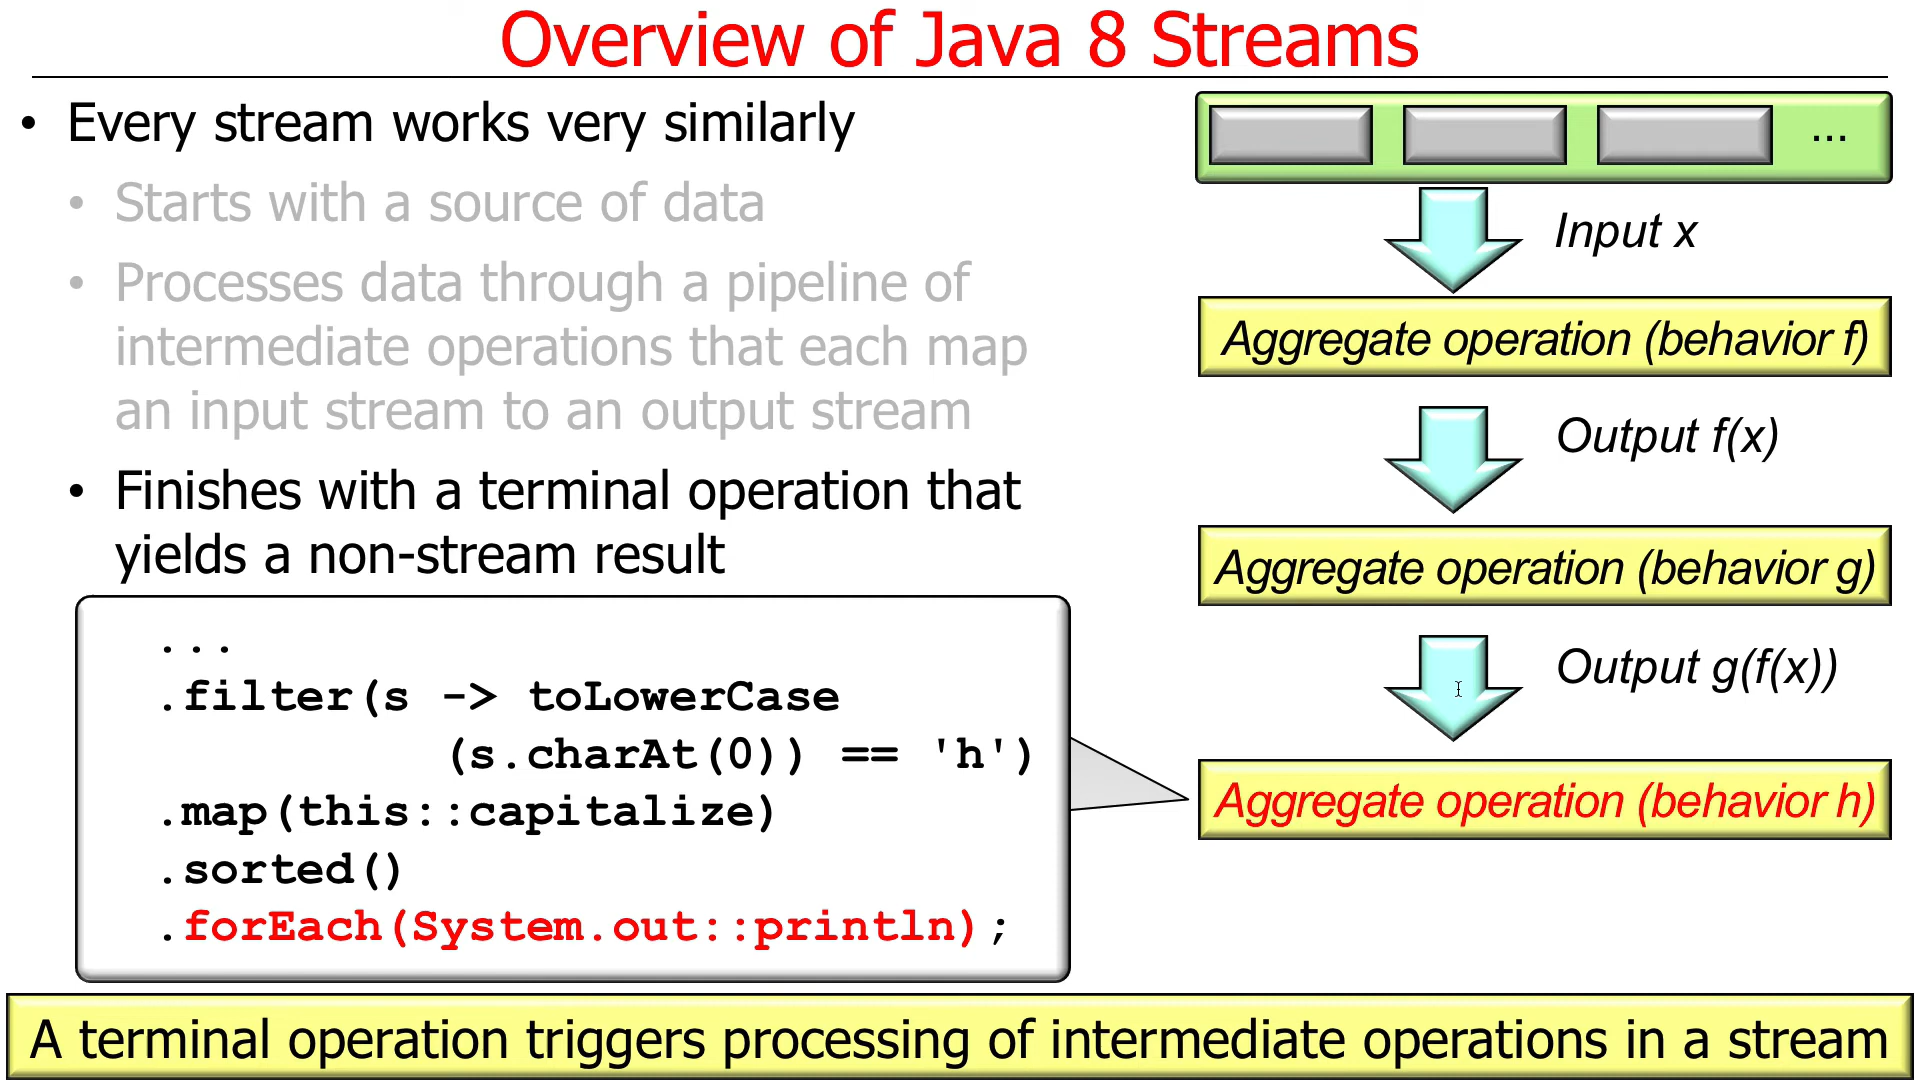 Overview of Java 8 Streams
• Every stream works very similarly
• Starts with a source of data
• Processes data through a pipeline of
intermediate operations that each map
an input stream to an output stream
• Finishes with a terminal operation that
yields a non-stream result
...
.filter(s -> toLowerCase
(s.charAt(0)) == 'h')
.map(this::capitalize)
.sorted()
.forEach(System.out::println);
...
Input x
Aggregate operation (behavior f)
Output f(x)
Aggregate operation (behavior g)
Output g(f(x))
Aggregate operation (behavior h)
A terminal operation triggers processing of intermediate operations in a stream